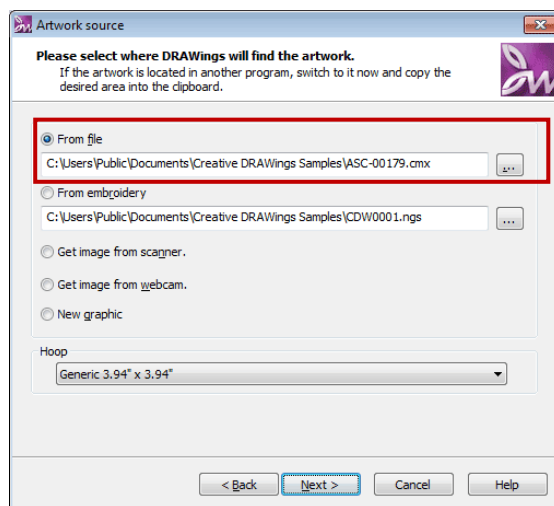 Artwork source
Please select where DRAWings will find the artwork.
If the artwork is located in another program, switch to it now and copy the
desired area into the clipboard.
From file
C:\Users\Public\Documents\Creative DRAWings Samples\ASC-00179.cmx
...
From embroidery
C:\Users\Public\Documents\Creative DRAWings Samples\CDW0001.ngs
...
Get image from scanner.
Get image from webcam.
New graphic
Hoop
Generic 3.94" x 3.94"
< Back Next > Cancel Help